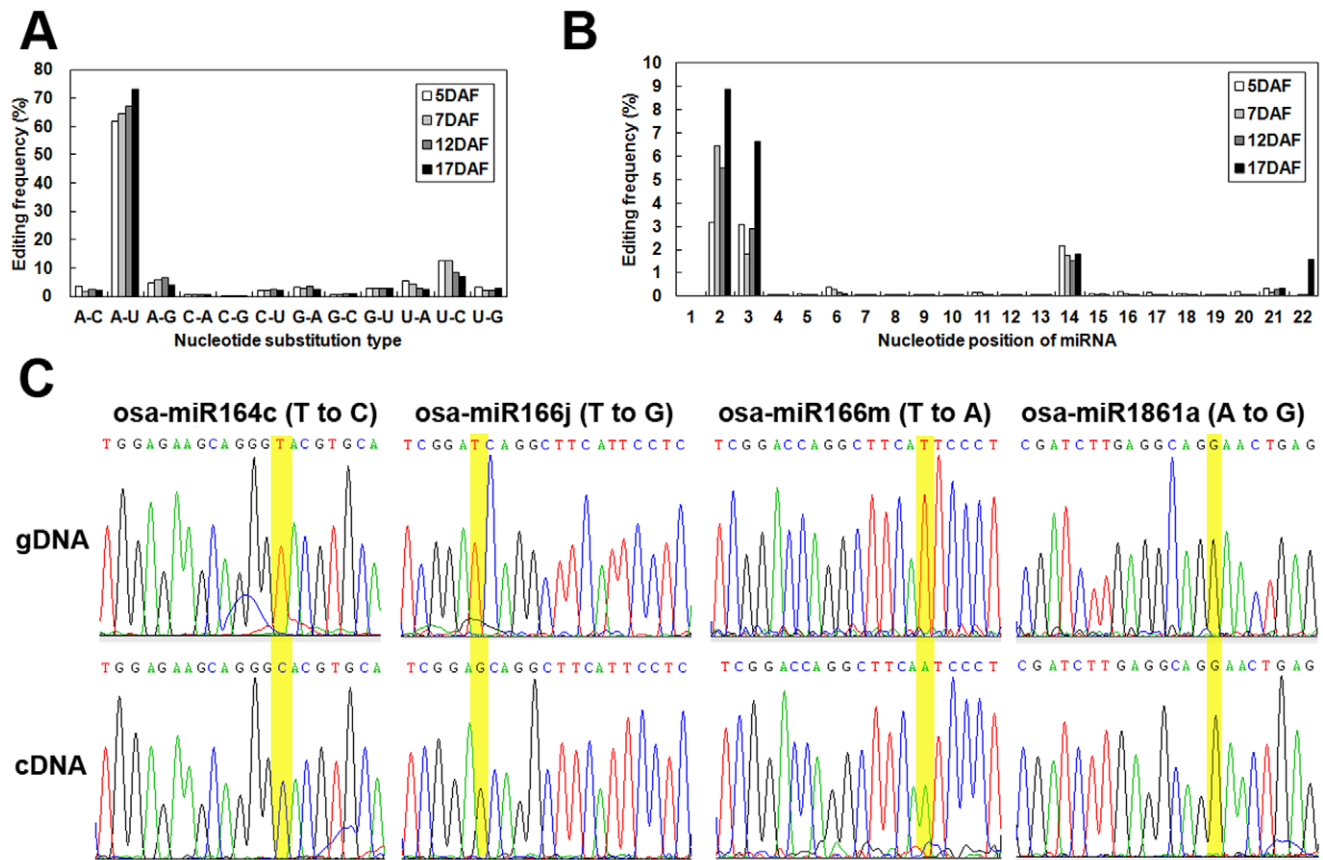 A
B
80
70
60
50
40
30
20
10
0
Editing frequency (%)
5DAF
7DAF
12DAF
17DAF
A-C A-U A-G C-A C-G C-U G-A G-C G-U U-A U-C U-G
Nucleotide substitution type
10
9
8
7
6
5
4
3
2
1
0
Editing frequency (%)
5DAF
7DAF
12DAF
17DAF
1 2 3 4 5 6 7 8 9 10 11 12 13 14 15 16 17 18 19 20 21 22
Nucleotide position of miRNA
C
osa-miR164c (T to C) osa-miR166j (T to G) osa-miR166m (T to A) osa-miR1861a (A to G)
TGGAGAAGCAGGGTACGTGCA TCGGATCAGGCTTCATTCCTC TCGGACCAGGCTTCATTCCCT CGATCTTGAGGCAGGAACTGAG
gDNA
TGGAGAAGCAGGGCACGTGCA TCGGAGCAGGCTTCATTCCTC TCGGACCAGGCTTCAATCCCT CGATCTTGAGGCAGGAACTGAG
cDNA